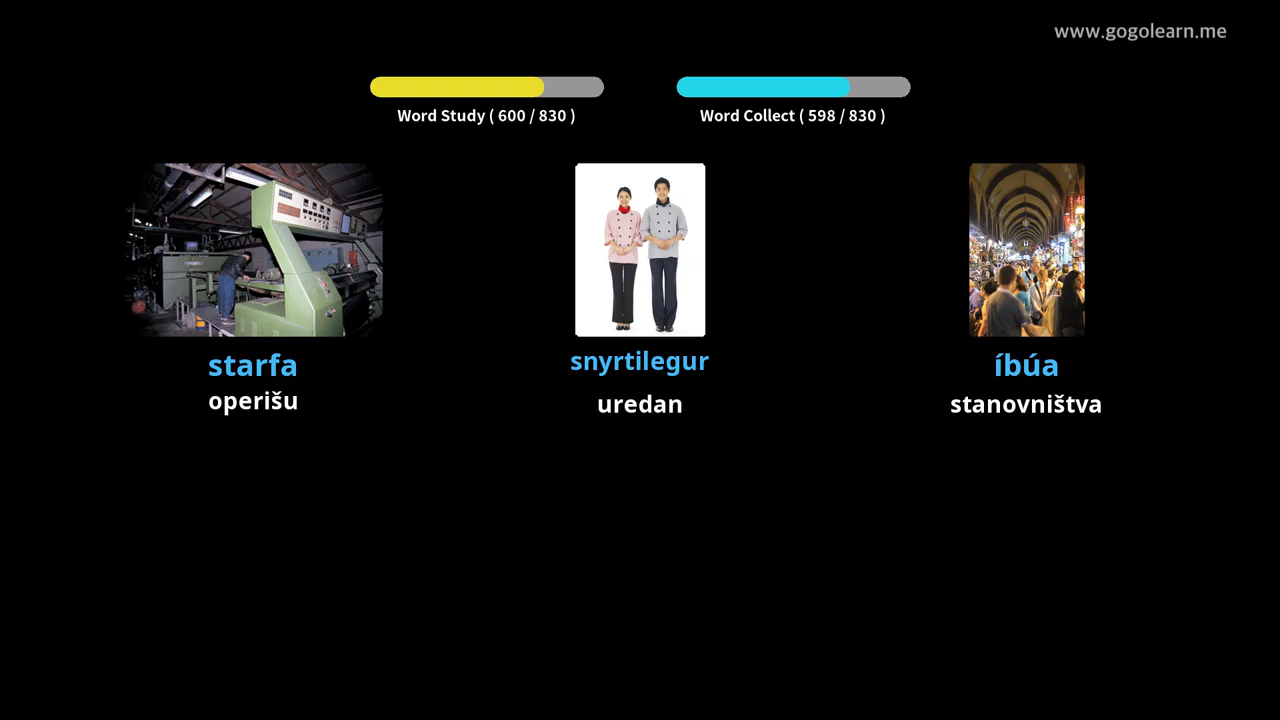 www.gogolearn.me
Word Study ( 600 / 830 )
Word Collect ( 598 / 830 )
starfa
operišu
snyrtilegur
uredan
íbúa
stanovništva